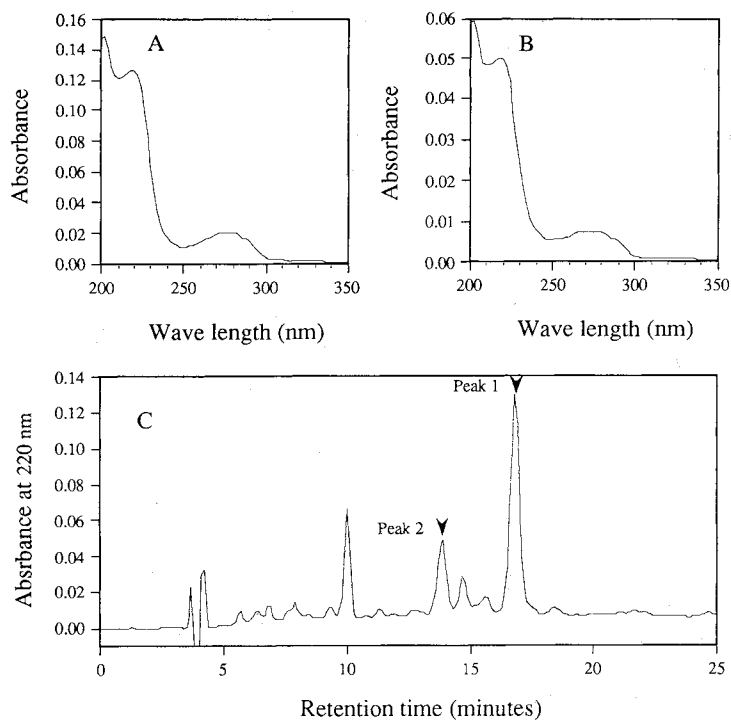 A
Absorbance
0.16
0.14
0.12
0.10
0.08
0.06
0.04
0.02
0.00
200 250 300 350
Wave length (nm)
B
Absorbance
0.06
0.05
0.04
0.03
0.02
0.01
0.00
200 250 300 350
Wave length (nm)
C
Absrbance at 220 nm
0.14
0.12
0.10
0.08
0.06
0.04
0.02
0.00
Peak 1
Peak 2
0 5 10 15 20 25
Retention time (minutes)